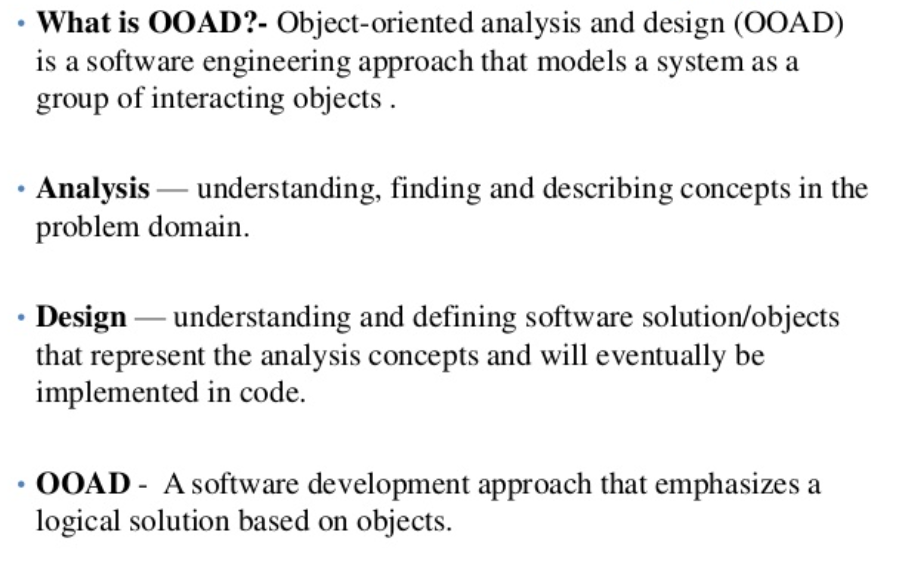 • What is OOAD?- Object-oriented analysis and design (OOAD)
is a software engineering approach that models a system as a
group of interacting objects .
• Analysis — understanding, finding and describing concepts in the
problem domain.
• Design — understanding and defining software solution/objects
that represent the analysis concepts and will eventually be
implemented in code.
• OOAD - A software development approach that emphasizes a
logical solution based on objects.